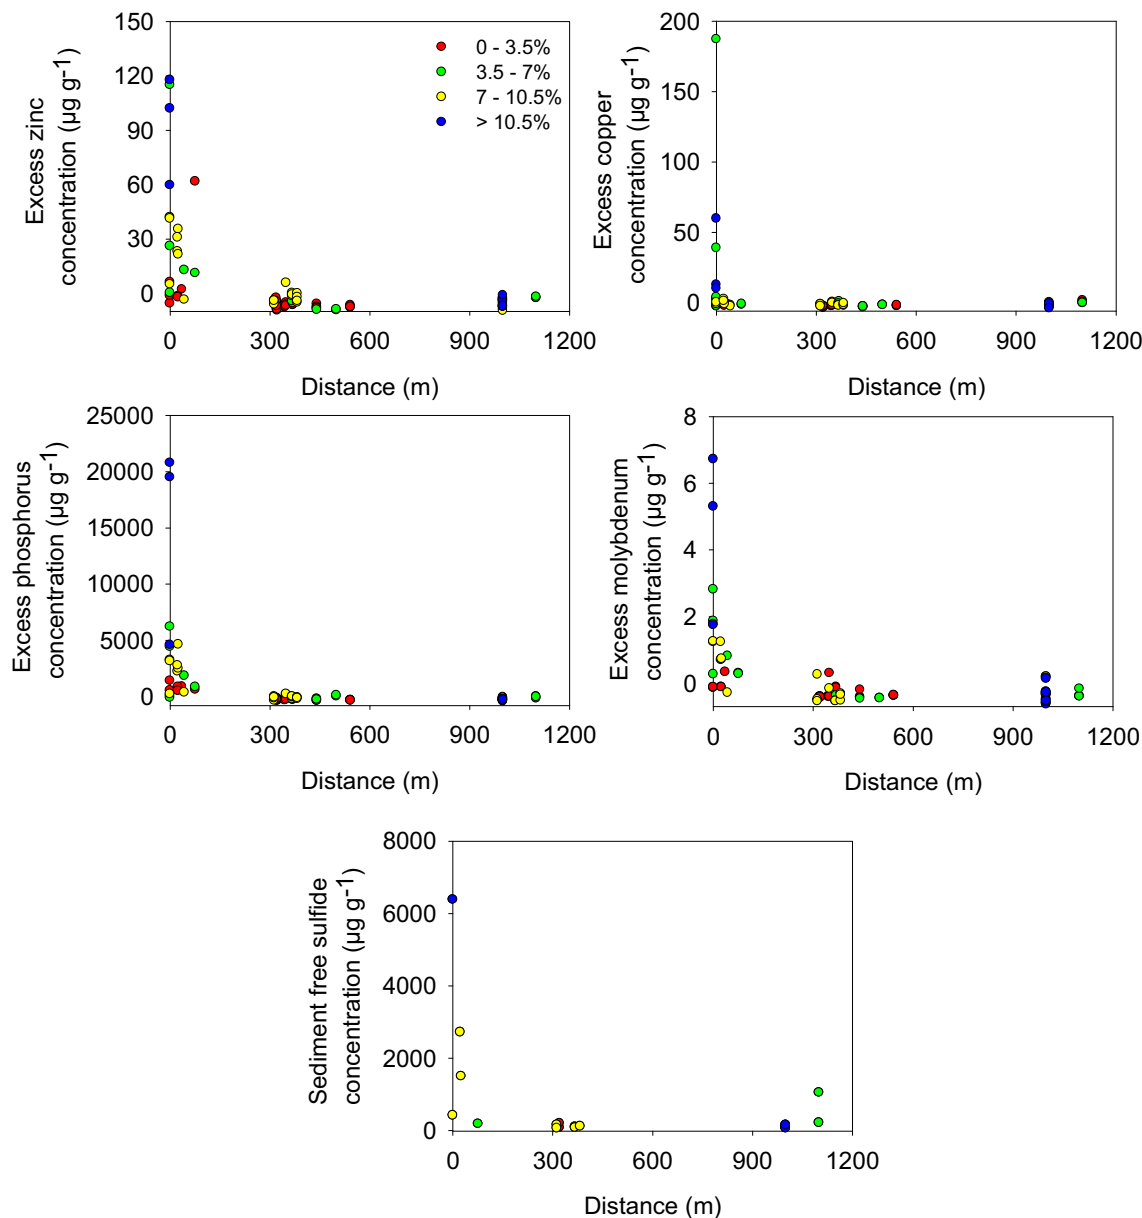 Excess zinc
concentration (µg g-1)
150
120
90
60
30
0
0 - 3.5%
3.5 - 7%
7 - 10.5%
> 10.5%
0 300 600 900 1200
Distance (m)
Excess copper
concentration (µg g-1)
200
150
100
50
0
0 300 600 900 1200
Distance (m)
Excess phosphorus
concentration (µg g-1)
25000
20000
15000
10000
5000
0
0 300 600 900 1200
Distance (m)
Excess molybdenum
concentration (µg g-1)
8
6
4
2
0
0 300 600 900 1200
Distance (m)
Sediment free sulfide
concentration (µg g-1)
8000
6000
4000
2000
0
0 300 600 900 1200
Distance (m)